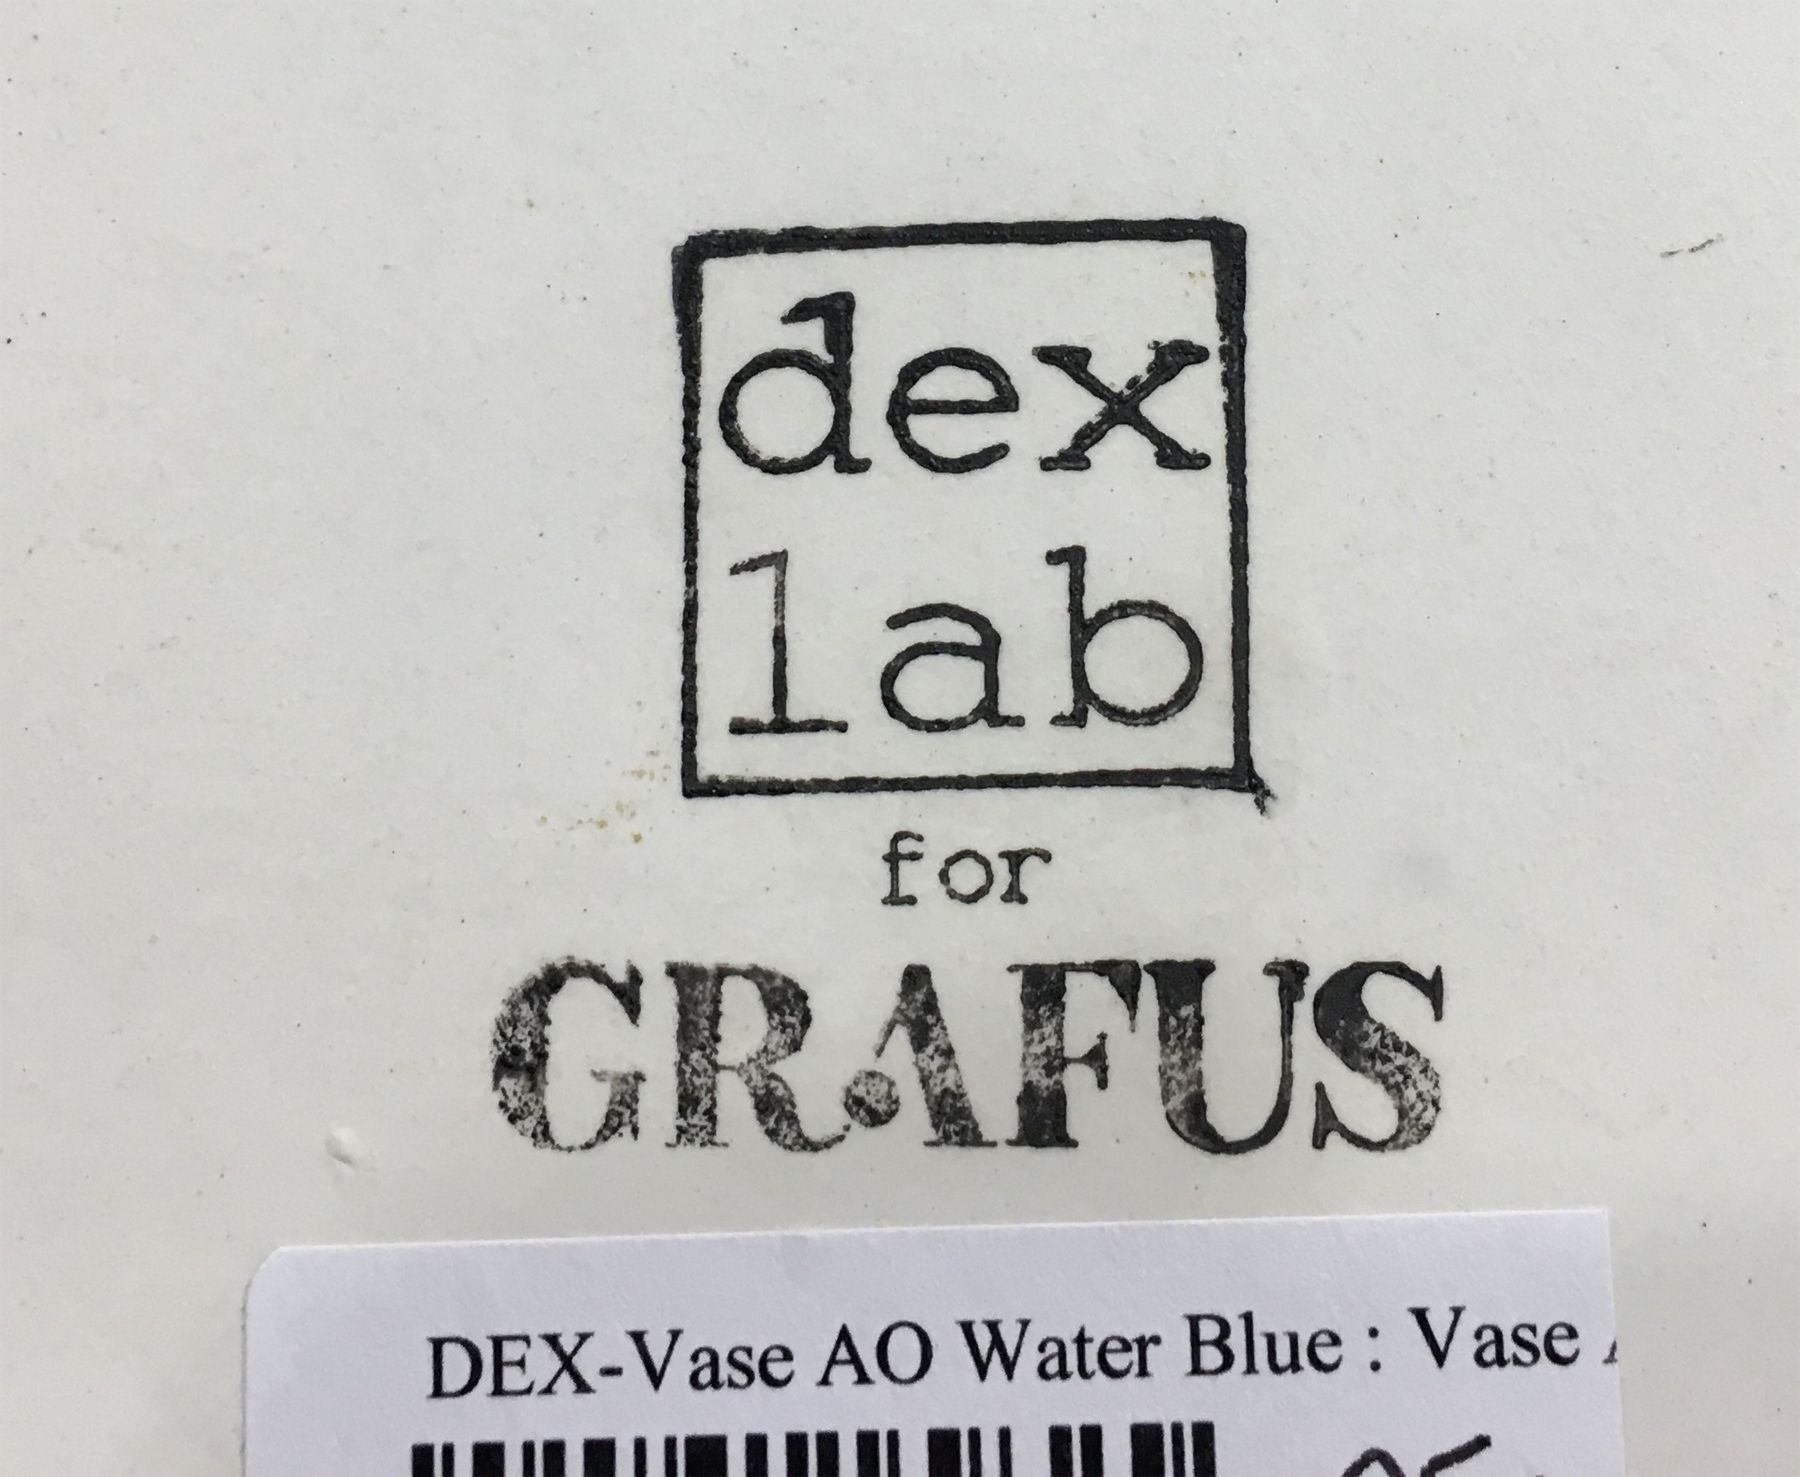 dex
lab
for
GRAFUS
DEX-Vase AO Water Blue : Vase